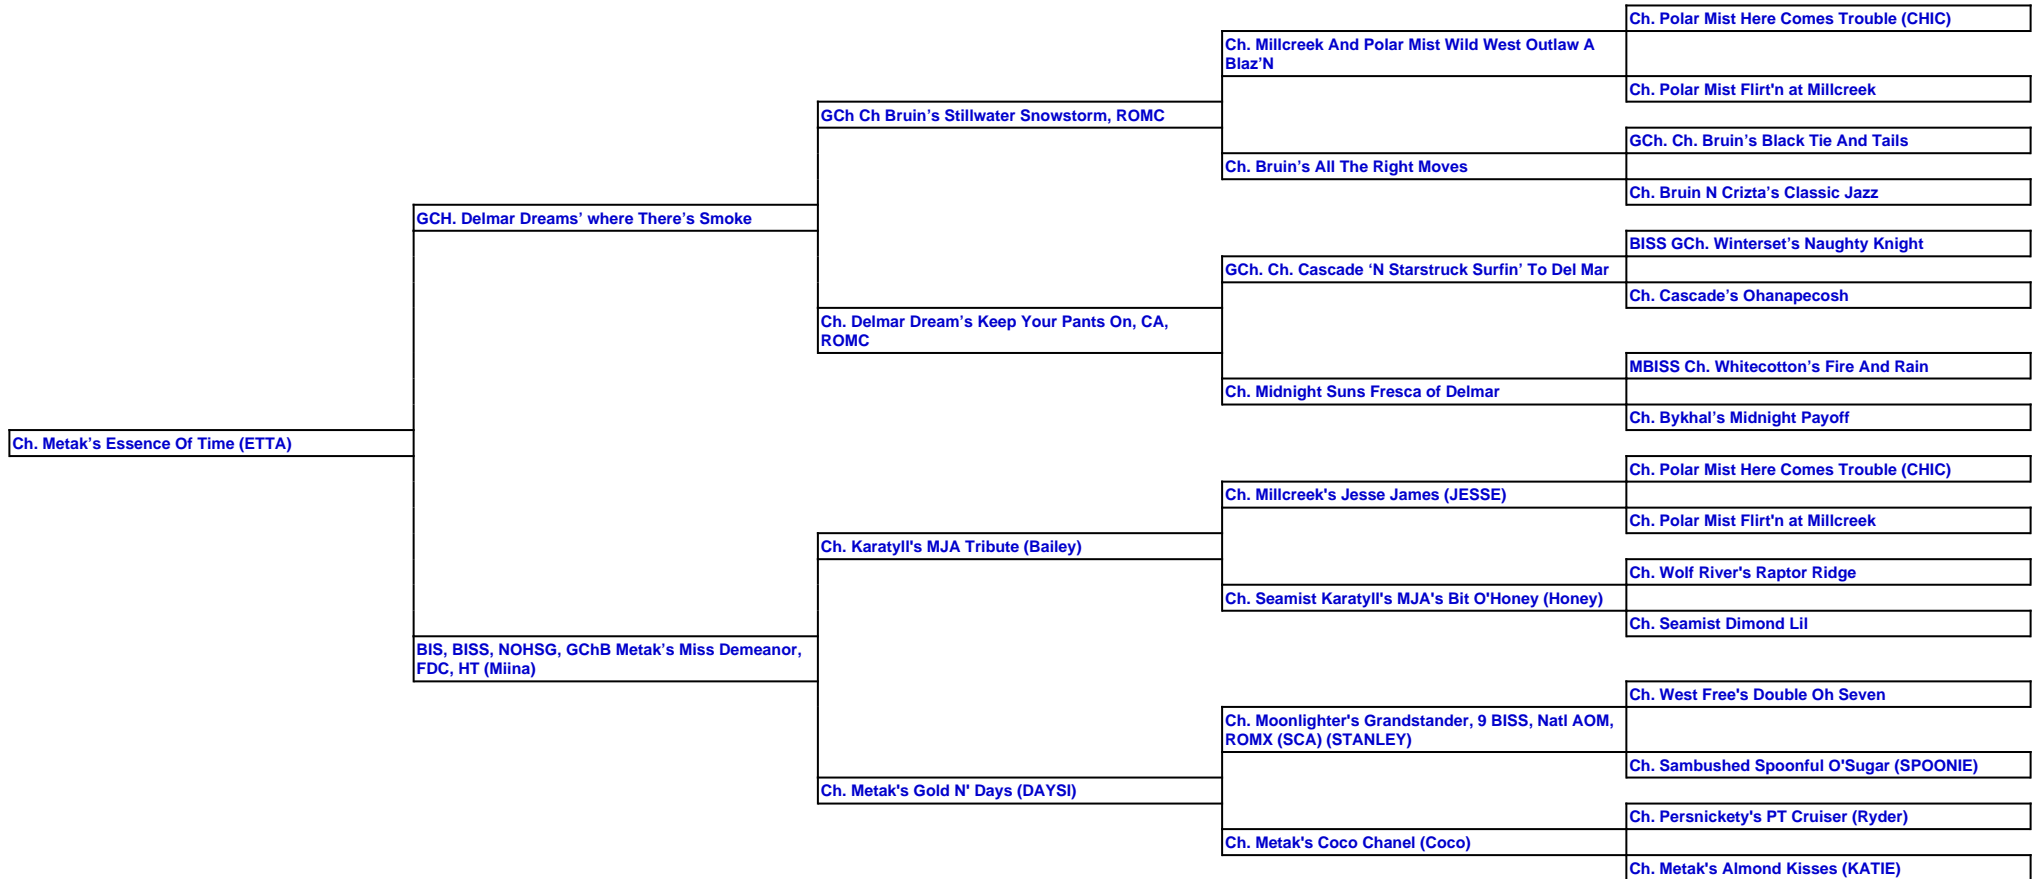 Ch. Polar Mist Here Comes Trouble (CHIC)
Ch. Millcreek And Polar Mist Wild West Outlaw A
Blaz’N
Ch. Polar Mist Flirt'n at Millcreek
GCh Ch Bruin’s Stillwater Snowstorm, ROMC
GCh. Ch. Bruin’s Black Tie And Tails
Ch. Bruin’s All The Right Moves
Ch. Bruin N Crizta’s Classic Jazz
GCH. Delmar Dreams’ where There’s Smoke
BISS GCh. Winterset’s Naughty Knight
GCh. Ch. Cascade ‘N Starstruck Surfin’ To Del Mar
Ch. Cascade’s Ohanapecosh
Ch. Delmar Dream’s Keep Your Pants On, CA,
ROMC
MBISS Ch. Whitecotton’s Fire And Rain
Ch. Midnight Suns Fresca of Delmar
Ch. Bykhal’s Midnight Payoff
Ch. Metak’s Essence Of Time (ETTA)
Ch. Polar Mist Here Comes Trouble (CHIC)
Ch. Millcreek's Jesse James (JESSE)
Ch. Polar Mist Flirt'n at Millcreek
Ch. Karatyll's MJA Tribute (Bailey)
Ch. Wolf River's Raptor Ridge
Ch. Seamist Karatyll's MJA's Bit O'Honey (Honey)
Ch. Seamist Dimond Lil
BIS, BISS, NOHSG, GChB Metak’s Miss Demeanor,
FDC, HT (Miina)
Ch. West Free's Double Oh Seven
Ch. Moonlighter's Grandstander, 9 BISS, Natl AOM,
ROMX (SCA) (STANLEY)
Ch. Sambushed Spoonful O'Sugar (SPOONIE)
Ch. Metak's Gold N' Days (DAYSI)
Ch. Persnickety's PT Cruiser (Ryder)
Ch. Metak's Coco Chanel (Coco)
Ch. Metak's Almond Kisses (KATIE)